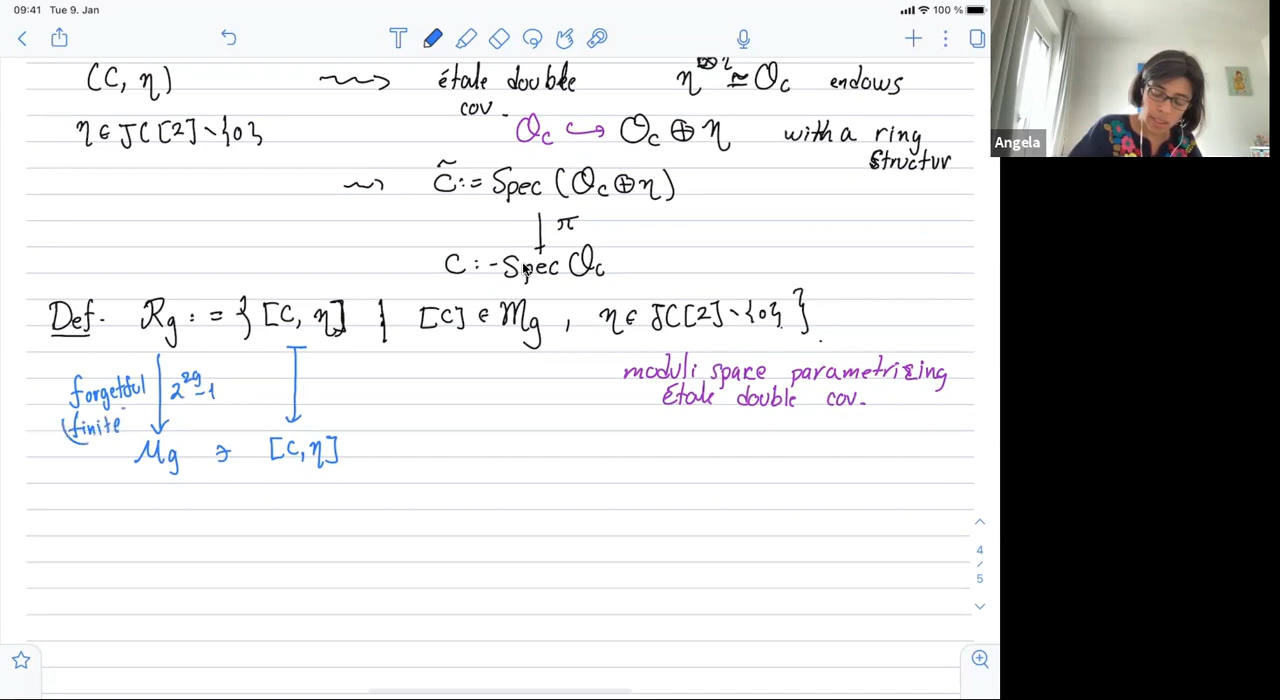 09:41 Tue 9. Jan 100 %
(C, η) ⇝ étale double cov. η^{⊗2} ≃ O_C endows
η ∈ JC[2]∖{0} O_C ↪ O_C ⊕ η with a ring structur
⇝ C̃ := Spec (O_C ⊕ η)
↓ π
C :- Spec O_C
Def. R_g := { [C, η] | [C] ∈ M_g , η ∈ JC[2]∖{0} } .
forgetful 2^{2g}-1 moduli space parametrizing
(finite étale double cov.
M_g ∋ [C, η]
4
/
5
Angela